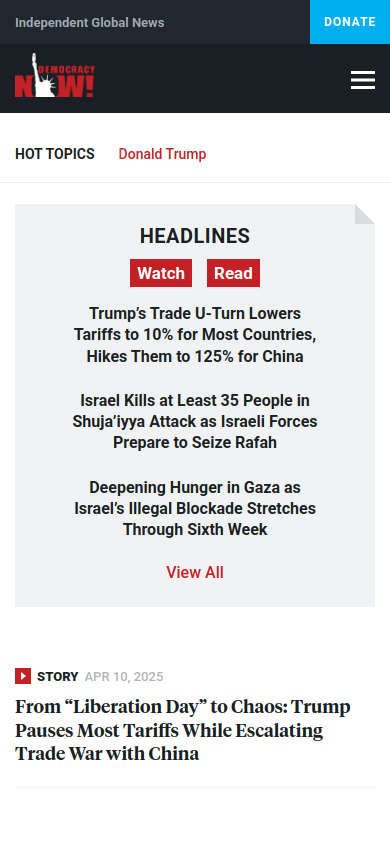 Independent Global News
DONATE
DEMOCRACY
NOW!
HOT TOPICS
Donald Trump
HEADLINES
Watch
Read
Trump’s Trade U-Turn Lowers
Tariffs to 10% for Most Countries,
Hikes Them to 125% for China
Israel Kills at Least 35 People in
Shuja’iyya Attack as Israeli Forces
Prepare to Seize Rafah
Deepening Hunger in Gaza as
Israel’s Illegal Blockade Stretches
Through Sixth Week
View All
STORY APR 10, 2025
From “Liberation Day” to Chaos: Trump
Pauses Most Tariffs While Escalating
Trade War with China